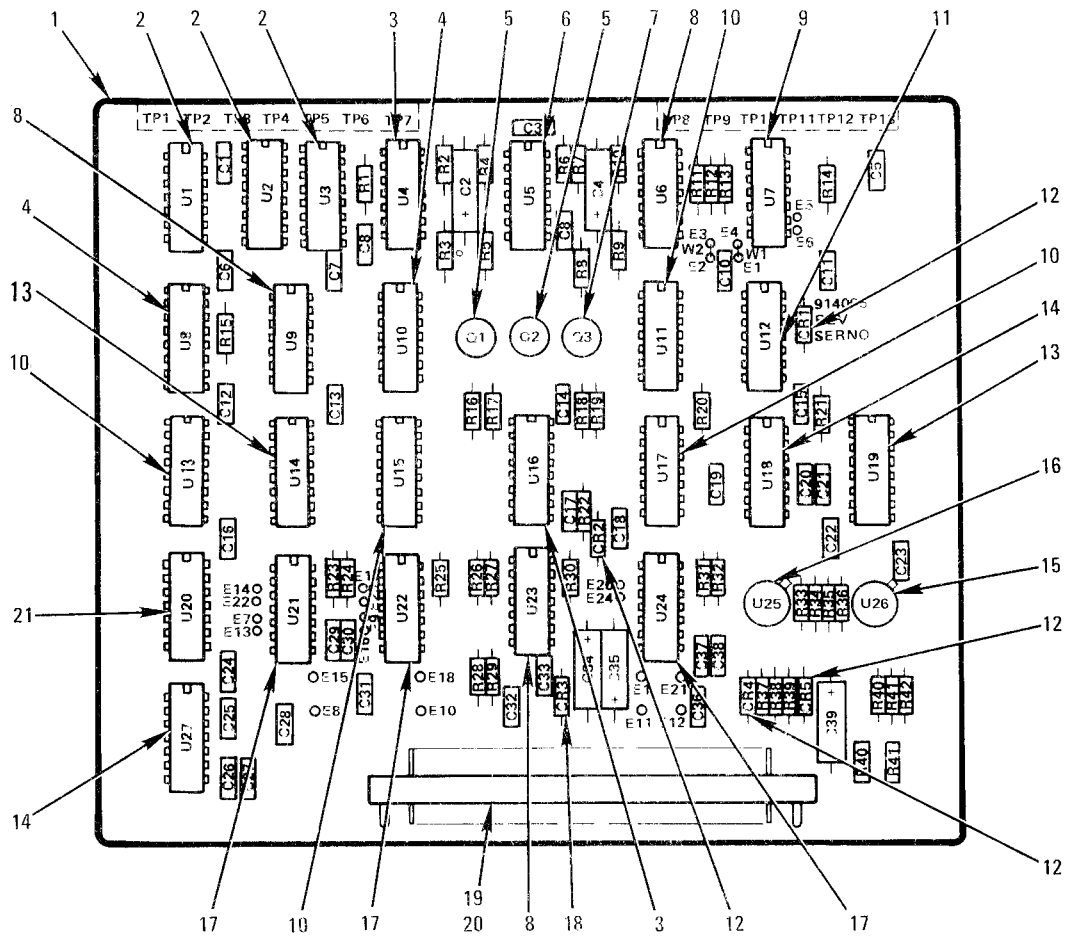 1 2 2 2 3 4 5 6 5 7 8 10 9 11
8
TP1 TP2 TP4 TP5 TP6 TP7 TP8 TP9 TP11 TP12
C3
U1 C1 U2 U3 R1 U4 R2 C2 R4 U5 R6 R7 C4 U6 R11 R12 R13 U7 R14 C5
12
4
C8 R3 C8 R9 E3 E4 E5 E6
W2 W1
C6 C7 R8 E2 C10 E1 C11
10
13
U8 R15 U9 U10 Q1 Q2 Q3 U11 U12 CR1 SERNO
14
10
13
C12 C13 R16 R17 C14 R18 R19 R20 C15 R21
U13 U14 U15 U16 U17 U18 U19
16
C19 C20 C21
C16 C17 R22 CR2 C18 C22 C23
15
21
U20 E14 E22 E7 E13 U21 R23 R24 U22 R25 R26 R27 U23 R30 E24 U24 R31 R32 U25 R33 R34 R35 R36 U26
C29 C30 C37 C38
12
C24 E15 C31 E18 R28 R29 C33 CR3 C35 E21 CR4 R37 R38 R39 CR5 R40 R41 R42
U27 C25 C28 E8 E10 C32 E11 C39
C26 R40 R41
14
12
17 10 17 19 8 18 12 3 17
20